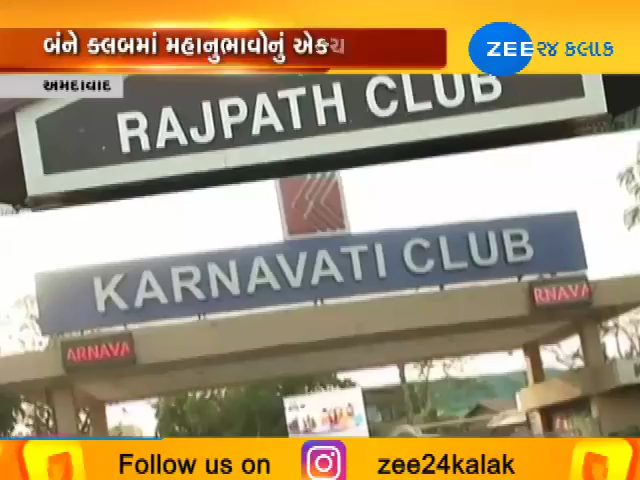 બંને ક્લબમાં મહાનુભાવોનું એકચ
ZEE ૨૪ કલાક
અમદાવાદ
RAJPATH CLUB
KARNAVATI CLUB
ARNAVA
RNAVA
Follow us on zee24kalak